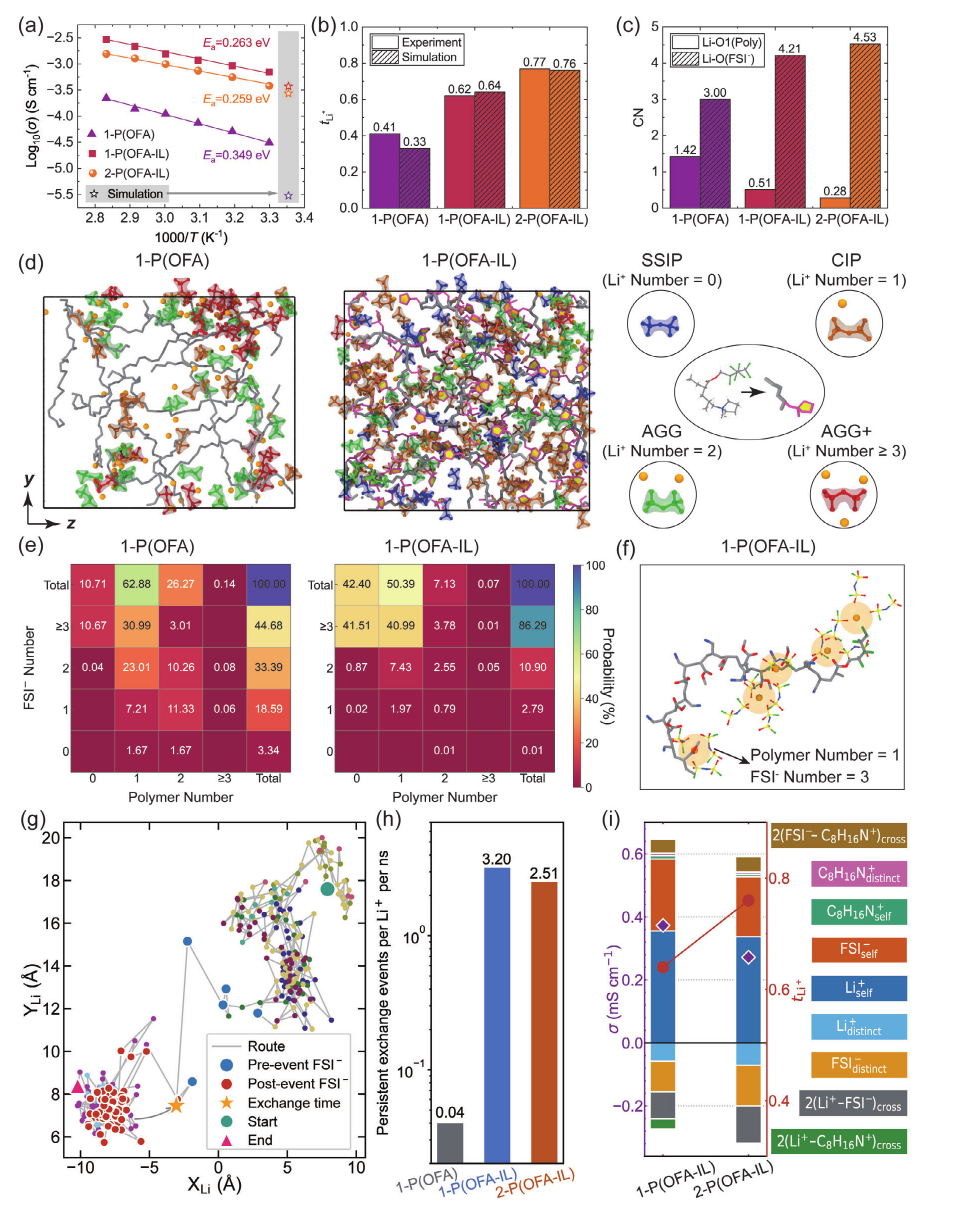 (a)
-2.5
-3.0
-3.5
-4.0
-4.5
-5.0
-5.5
Log₁₀(σ) (S cm⁻¹)
Eₐ=0.263 eV
Eₐ=0.259 eV
Eₐ=0.349 eV
1-P(OFA)
1-P(OFA-IL)
2-P(OFA-IL)
Simulation
2.8 2.9 3.0 3.1 3.2 3.3 3.4
1000/T (K⁻¹)
(b)
1.0
0.8
0.6
0.4
0.2
0.0
t_Li⁺
Experiment
Simulation
0.41 0.33 0.62 0.64 0.77 0.76
1-P(OFA) 1-P(OFA-IL) 2-P(OFA-IL)
(c)
6
5
4
3
2
1
0
CN
Li-O1(Poly)
Li-O(FSI⁻)
1.42 3.00 0.51 4.21 0.28 4.53
1-P(OFA) 1-P(OFA-IL) 2-P(OFA-IL)
(d)
1-P(OFA)
1-P(OFA-IL)
y
z
SSIP
(Li⁺ Number = 0)
CIP
(Li⁺ Number = 1)
AGG
(Li⁺ Number = 2)
AGG+
(Li⁺ Number ≥ 3)
(e)
1-P(OFA)
FSI⁻ Number
Total 10.71 62.88 26.27 0.14 100.00
≥3 10.67 30.99 3.01 44.68
2 0.04 23.01 10.26 0.08 33.39
1 7.21 11.33 0.06 18.59
0 1.67 1.67 3.34
0 1 2 ≥3 Total
Polymer Number
1-P(OFA-IL)
42.40 50.39 7.13 0.07 100.00
41.51 40.99 3.78 0.01 86.29
0.87 7.43 2.55 0.05 10.90
0.02 1.97 0.79 2.79
0.01 0.01
0 1 2 ≥3 Total
Polymer Number
100
80
60
40
20
0
Probability (%)
(f)
1-P(OFA-IL)
Polymer Number = 1
FSI⁻ Number = 3
(g)
20
18
16
14
12
10
8
6
Y_Li (Å)
Route
Pre-event FSI⁻
Post-event FSI⁻
Exchange time
Start
End
-10 -5 0 5 10
X_Li (Å)
(h)
Persistent exchange events per Li⁺ per ns
10⁰
10⁻¹
0.04
3.20
2.51
1-P(OFA)
1-P(OFA-IL)
2-P(OFA-IL)
(i)
0.6
0.4
0.2
0.0
−0.2
σ (mS cm⁻¹)
0.8
0.6
0.4
t_Li⁺
1-P(OFA-IL)
2-P(OFA-IL)
2(FSI⁻− C₈H₁₆N⁺)cross
C₈H₁₆N⁺distinct
C₈H₁₆N⁺self
FSI⁻self
Li⁺self
Li⁺distinct
FSI⁻distinct
2(Li⁺−FSI⁻)cross
2(Li⁺−C₈H₁₆N⁺)cross